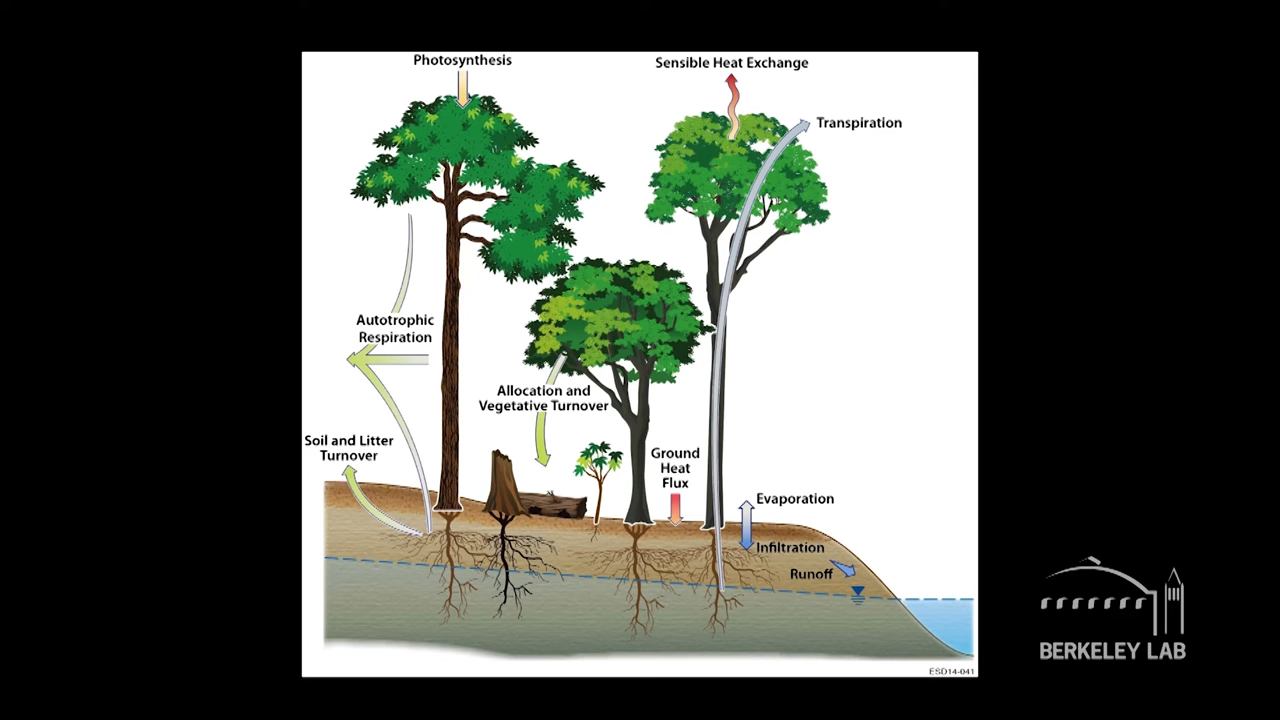 Photosynthesis
Sensible Heat Exchange
Transpiration
Autotrophic
Respiration
Allocation and
Vegetative Turnover
Soil and Litter
Turnover
Ground
Heat
Flux
Evaporation
Infiltration
Runoff
BERKELEY LAB
ESD14-041